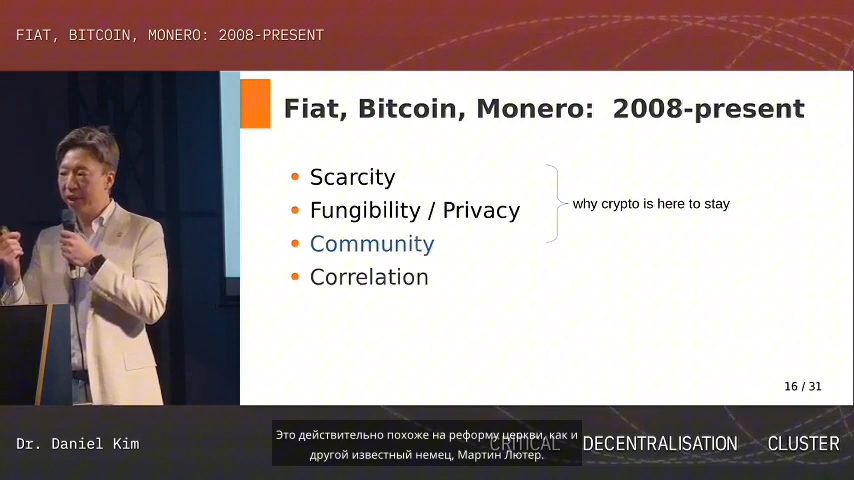 FIAT, BITCOIN, MONERO: 2008-PRESENT
Fiat, Bitcoin, Monero: 2008-present
• Scarcity
• Fungibility / Privacy
why crypto is here to stay
• Community
• Correlation
16 / 31
Dr. Daniel Kim
CRITICAL DECENTRALISATION CLUSTER
Это действительно похоже на реформу церкви, как и
другой известный немец, Мартин Лютер.